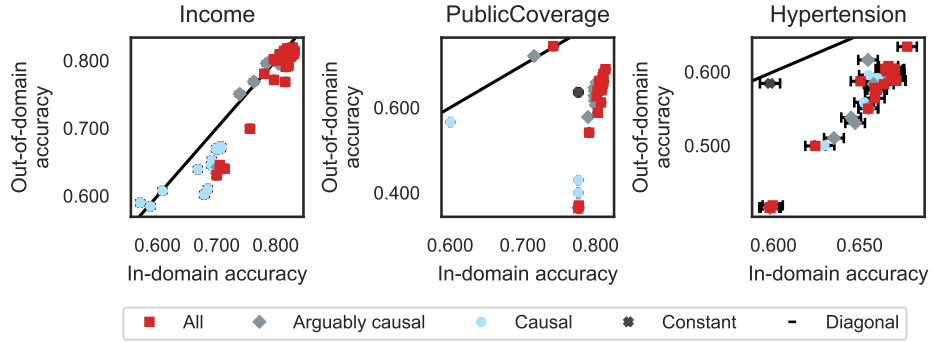 Income
PublicCoverage
Hypertension
Out-of-domain
accuracy
0.800
0.700
0.600
0.600 0.700 0.800
In-domain accuracy
Out-of-domain
accuracy
0.600
0.400
0.600 0.800
In-domain accuracy
Out-of-domain
accuracy
0.600
0.500
0.600 0.650
In-domain accuracy
All Arguably causal Causal Constant Diagonal